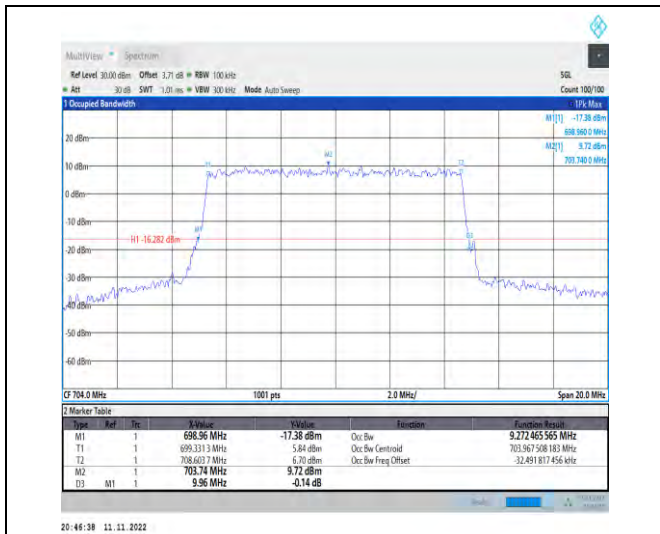 MultiView Spectrum
Ref Level 30.00 dBm Offset 3.71 dB RBW 100 kHz SGL
Att 30 dB SWT 1.01 ms VBW 300 kHz Mode Auto Sweep Count 100/100
1 Occupied Bandwidth 1Pk Max
M1[1] -17.38 dBm
698.960 0 MHz
M2[1] 9.72 dBm
703.740 0 MHz
20 dBm
M2
T1 T2
10 dBm
0 dBm
-10 dBm
M1 D3
H1 -16.282 dBm
-20 dBm
-30 dBm
-40 dBm
-50 dBm
-60 dBm
CF 704.0 MHz 1001 pts 2.0 MHz/ Span 20.0 MHz
2 Marker Table
Type Ref Trc X-Value Y-Value Function Function Result
M1 1 698.96 MHz -17.38 dBm Occ Bw 9.272 465 565 MHz
T1 1 699.331 3 MHz 5.84 dBm Occ Bw Centroid 703.967 508 183 MHz
T2 1 708.603 7 MHz 6.70 dBm Occ Bw Freq Offset -32.491 817 456 kHz
M2 1 703.74 MHz 9.72 dBm
D3 M1 1 9.96 MHz -0.14 dB
20:46:38 11.11.2022